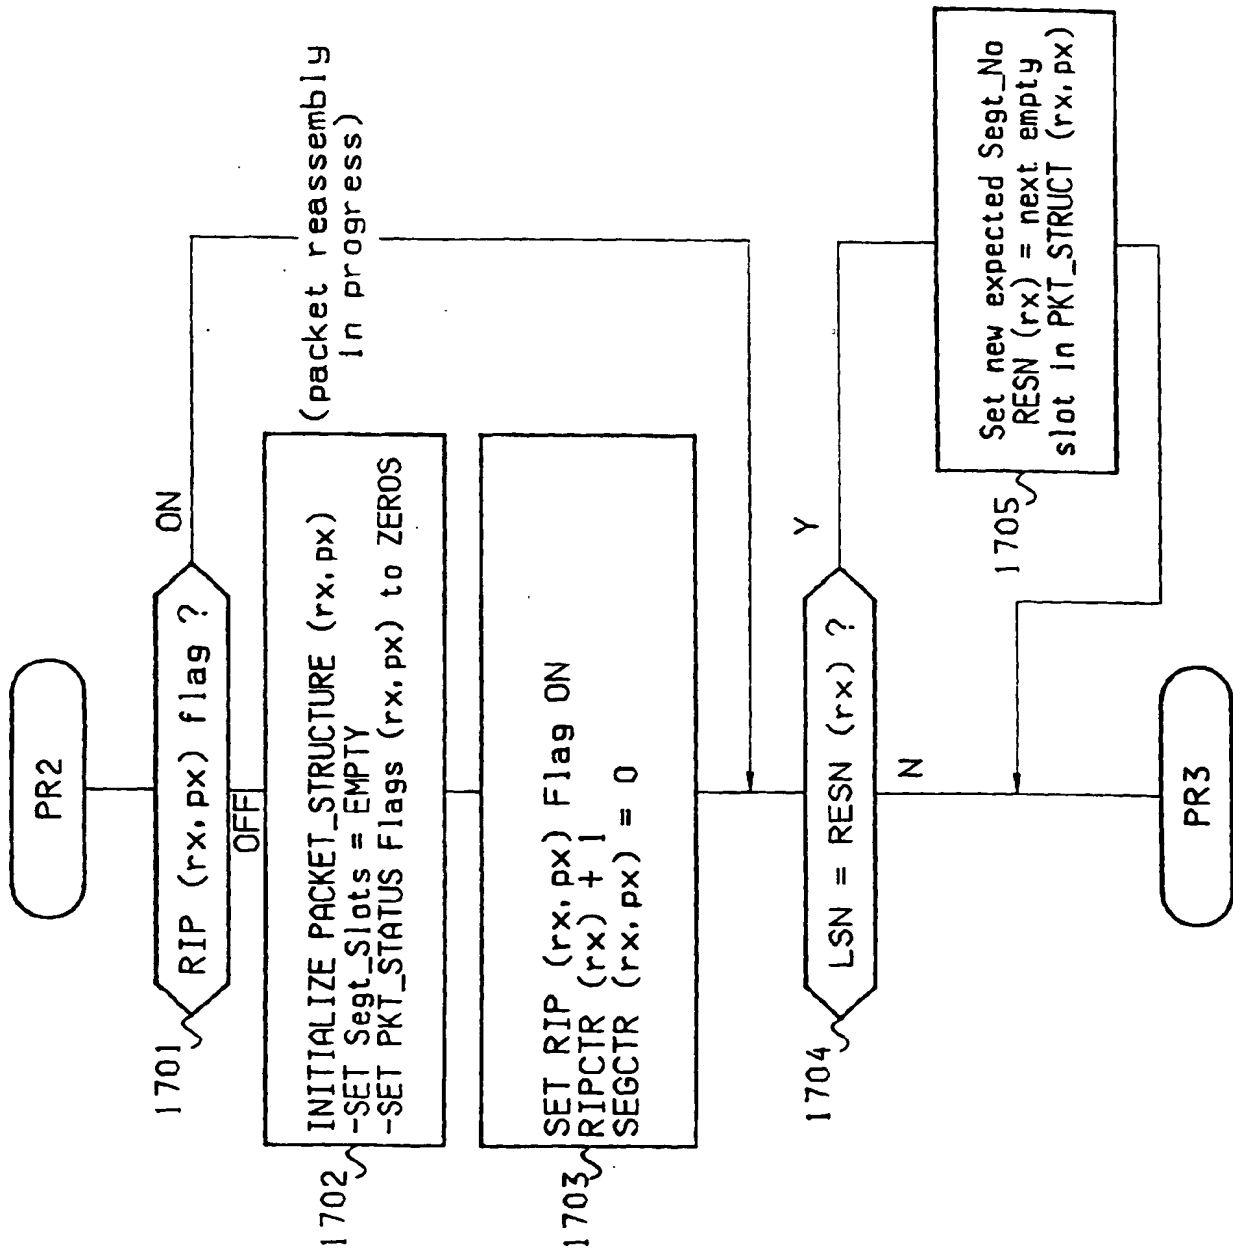 PR2
1701
RIP (rx,px) flag ?
ON
OFF
(packet reassembly
in progress)
1702
INITIALIZE PACKET_STRUCTURE (rx,px)
-SET Segt_Slots = EMPTY
-SET PKT_STATUS Flags (rx,px) to ZEROS
1703
SET RIP (rx,px) Flag ON
RIPCTR (rx) + 1
SEGCTR (rx,px) = 0
1704
LSN = RESN (rx) ?
Y
N
1705
Set new expected Segt_No
RESN (rx) = next empty
slot in PKT_STRUCT (rx,px)
PR3